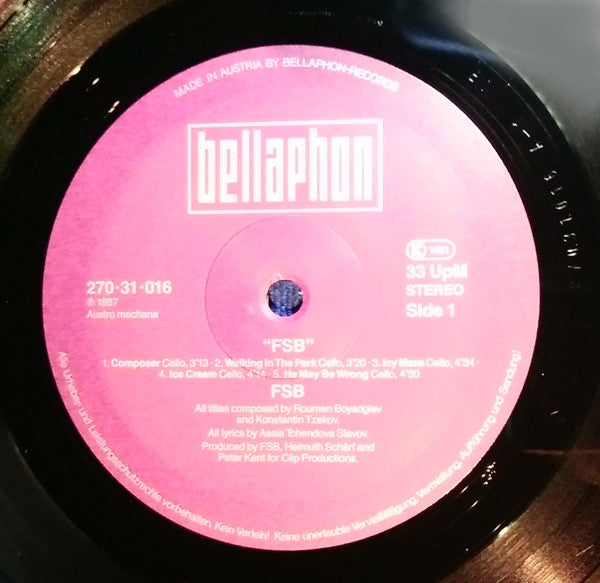 MADE IN AUSTRIA BY BELLAPHON-RECORDS
bellaphon
270·31·016
℗ 1987
Austro mechana
33 UpM
STEREO
Side 1
"FSB"
1. Composer Cello, 3'13 · 2. Walking In The Park Cello, 3'20 · 3. Icy Maze Cello, 4'34 ·
4. Ice Cream Cello, 4'14 · 5. He May Be Wrong Cello, 4'30
FSB
All titles composed by Roumen Boyadgiev
and Konstantin Tzekov.
All lyrics by Assia Tchendova Slavov.
Produced by FSB, Helmuth Schärf and
Peter Kent for Clip Productions.
Alle Urheber und Leistungsschutzrechte vorbehalten. Kein Verleih! Keine unerlaubte Vervielfältigung, Vermietung, Aufführung und Sendung!